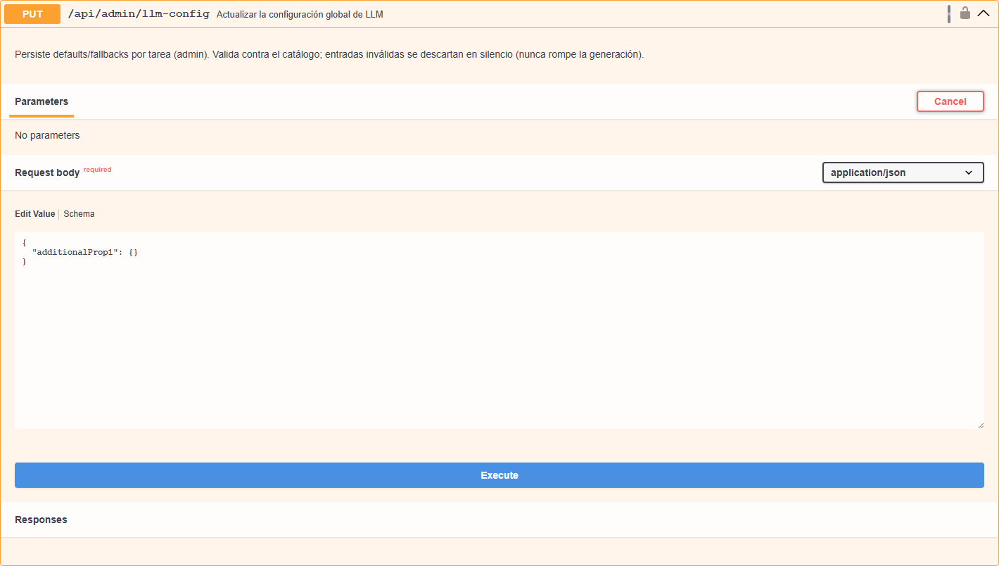 PUT /api/admin/llm-config Actualizar la configuración global de LLM
Persiste defaults/fallbacks por tarea (admin). Valida contra el catálogo; entradas inválidas se descartan en silencio (nunca rompe la generación).
Parameters Cancel
No parameters
Request body required application/json
Edit Value Schema
{
  "additionalProp1": {}
}
Execute
Responses